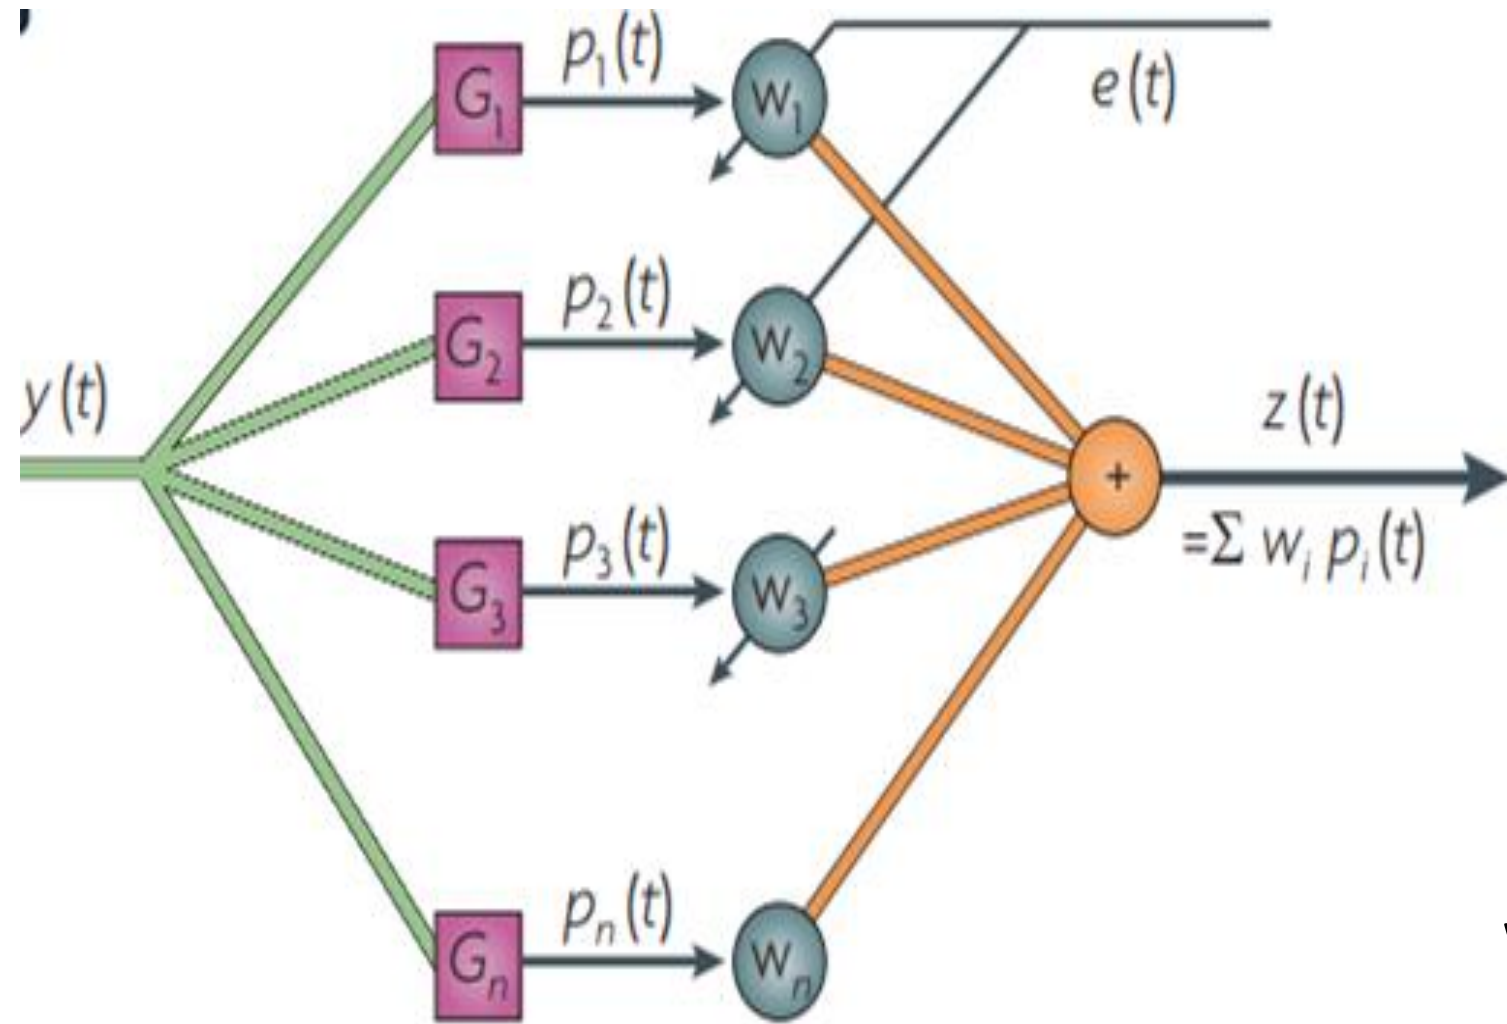 G₁ p₁(t) w₁ e(t)
G₂ p₂(t) w₂
y(t) z(t)
+
=Σ wᵢ pᵢ(t)
G₃ p₃(t) w₃
Gₙ pₙ(t) wₙ